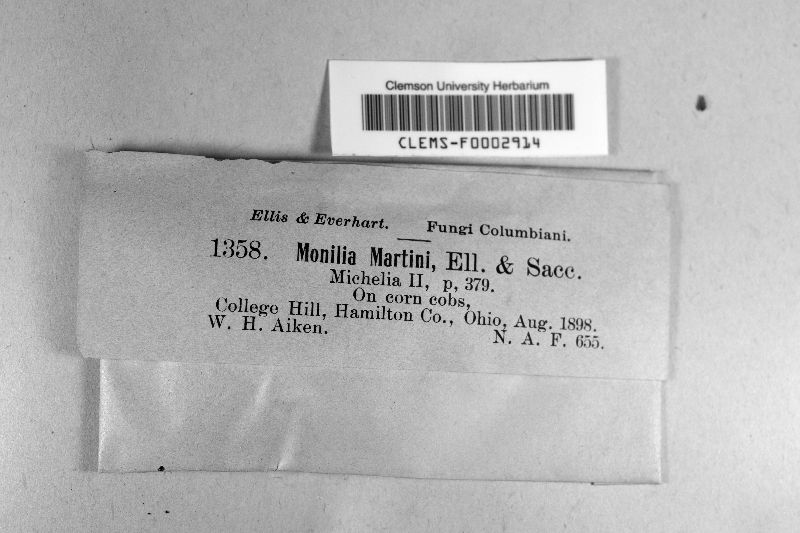 Clemson University Herbarium
CLEMS-F0002914
Ellis & Everhart. Fungi Columbiani.
1358. Monilia Martini, Ell. & Sacc.
Michelia II, p, 379.
On corn cobs,
College Hill, Hamilton Co., Ohio, Aug. 1898.
W. H. Aiken. N. A. F. 655.